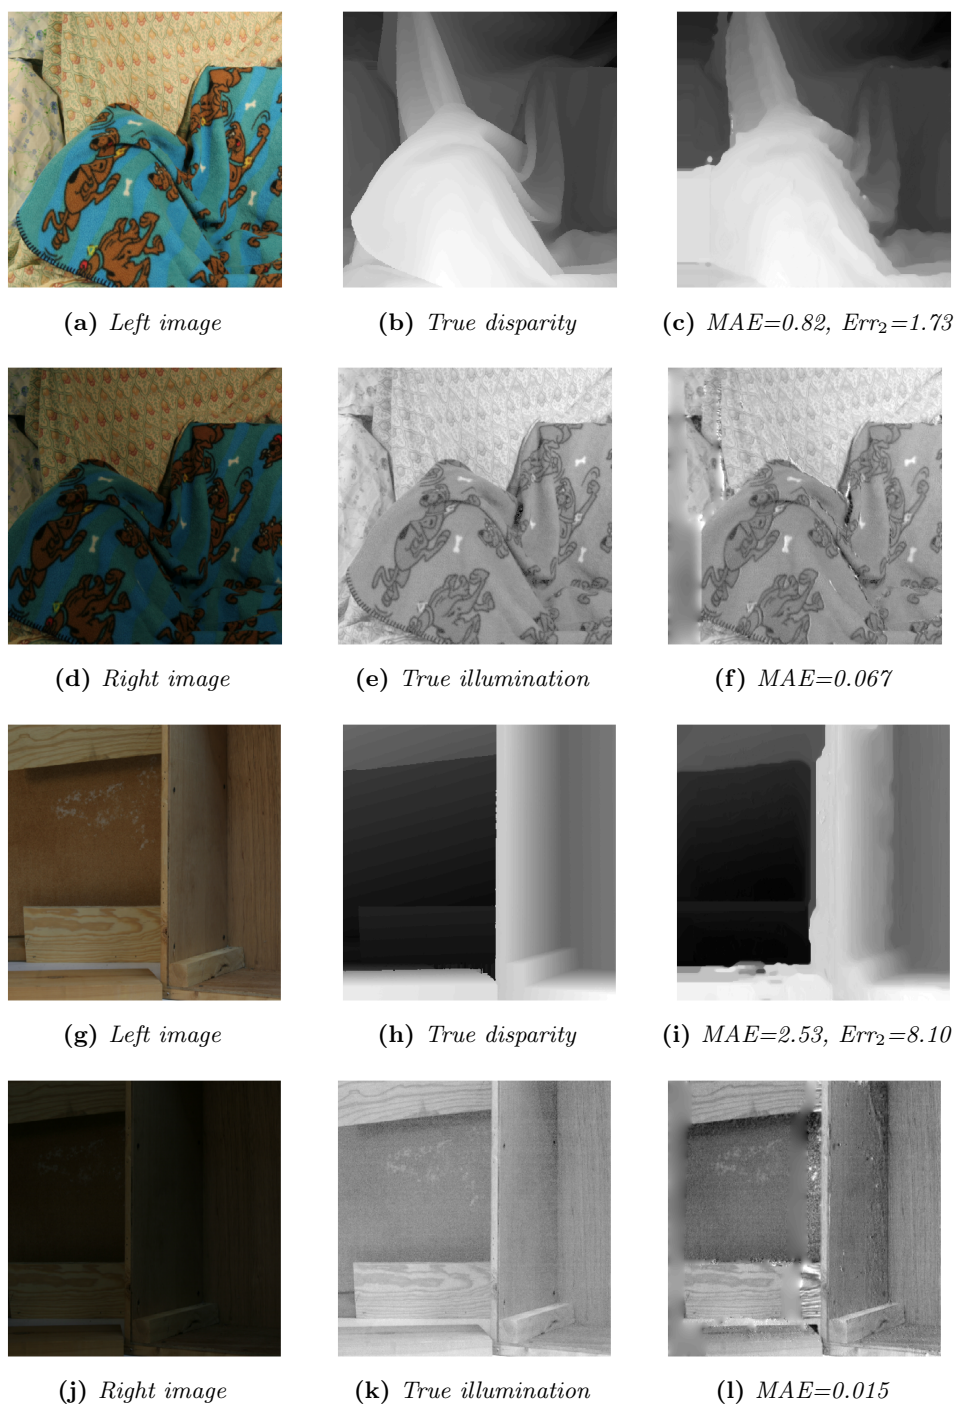 (a) Left image
(b) True disparity
(c) MAE=0.82, Err₂=1.73
(d) Right image
(e) True illumination
(f) MAE=0.067
(g) Left image
(h) True disparity
(i) MAE=2.53, Err₂=8.10
(j) Right image
(k) True illumination
(l) MAE=0.015